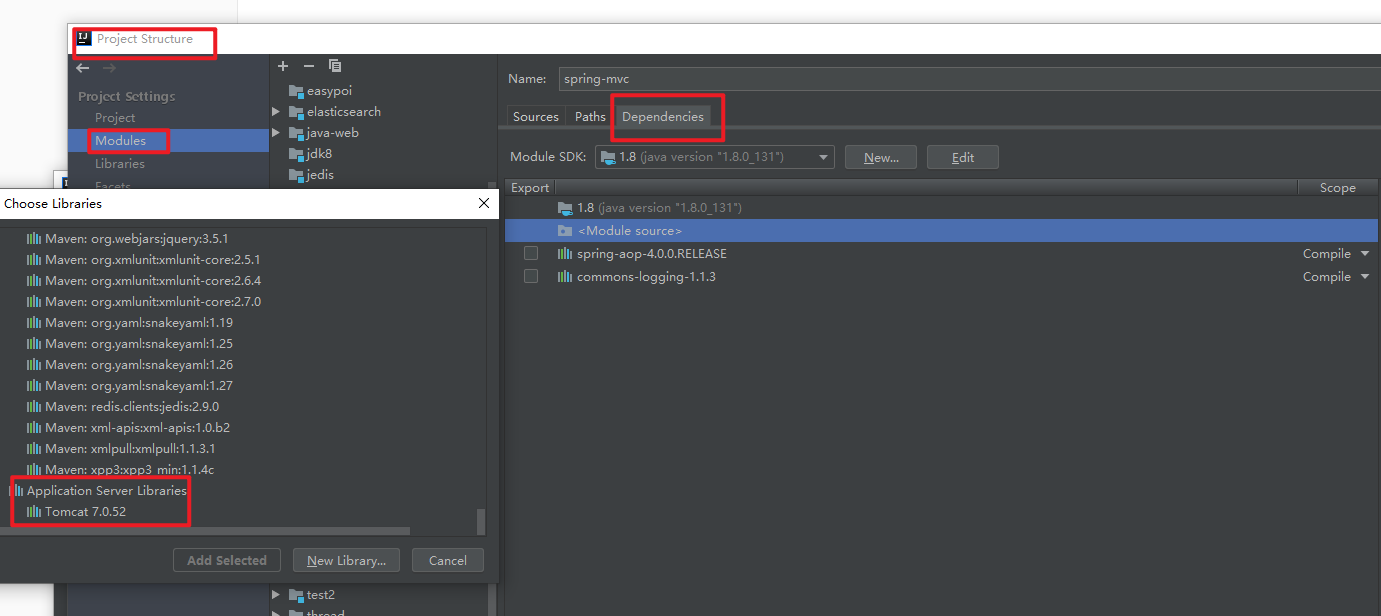 Project Structure
Project Settings
Project
Modules
Libraries
Facets
easypoi
elasticsearch
java-web
jdk8
jedis
Name: spring-mvc
Sources Paths Dependencies
Module SDK: 1.8 (java version "1.8.0_131") New... Edit
Export Scope
1.8 (java version "1.8.0_131")
<Module source>
spring-aop-4.0.0.RELEASE Compile
commons-logging-1.1.3 Compile
Choose Libraries
Maven: org.webjars:jquery:3.5.1
Maven: org.xmlunit:xmlunit-core:2.5.1
Maven: org.xmlunit:xmlunit-core:2.6.4
Maven: org.xmlunit:xmlunit-core:2.7.0
Maven: org.yaml:snakeyaml:1.19
Maven: org.yaml:snakeyaml:1.25
Maven: org.yaml:snakeyaml:1.26
Maven: org.yaml:snakeyaml:1.27
Maven: redis.clients:jedis:2.9.0
Maven: xml-apis:xml-apis:1.0.b2
Maven: xmlpull:xmlpull:1.1.3.1
Maven: xpp3:xpp3_min:1.1.4c
Application Server Libraries
Tomcat 7.0.52
Add Selected New Library... Cancel
test2
thread